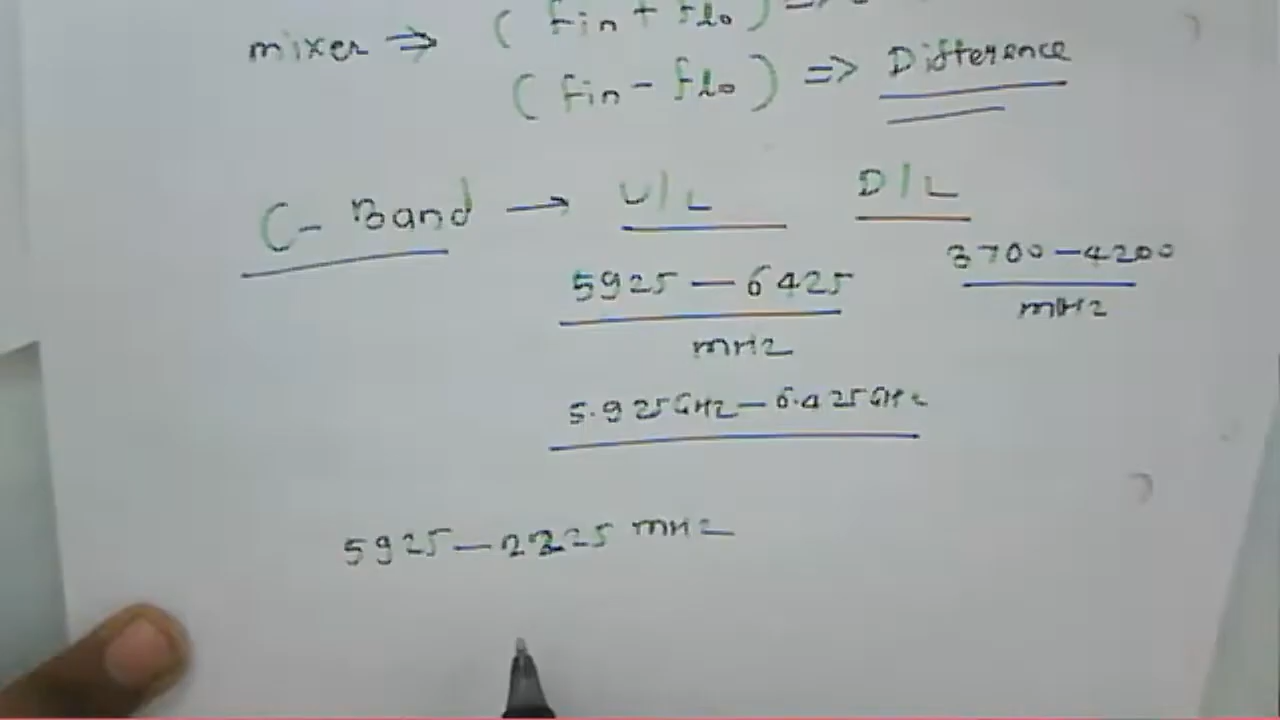 (fin + flo) =>
mixer => (fin - flo) => Difference
C- Band → U/L D/L
5925 — 6425 3700 — 4200
mHz mHz
5.925GHz — 6.425GHz
5925 — 2225 mHz